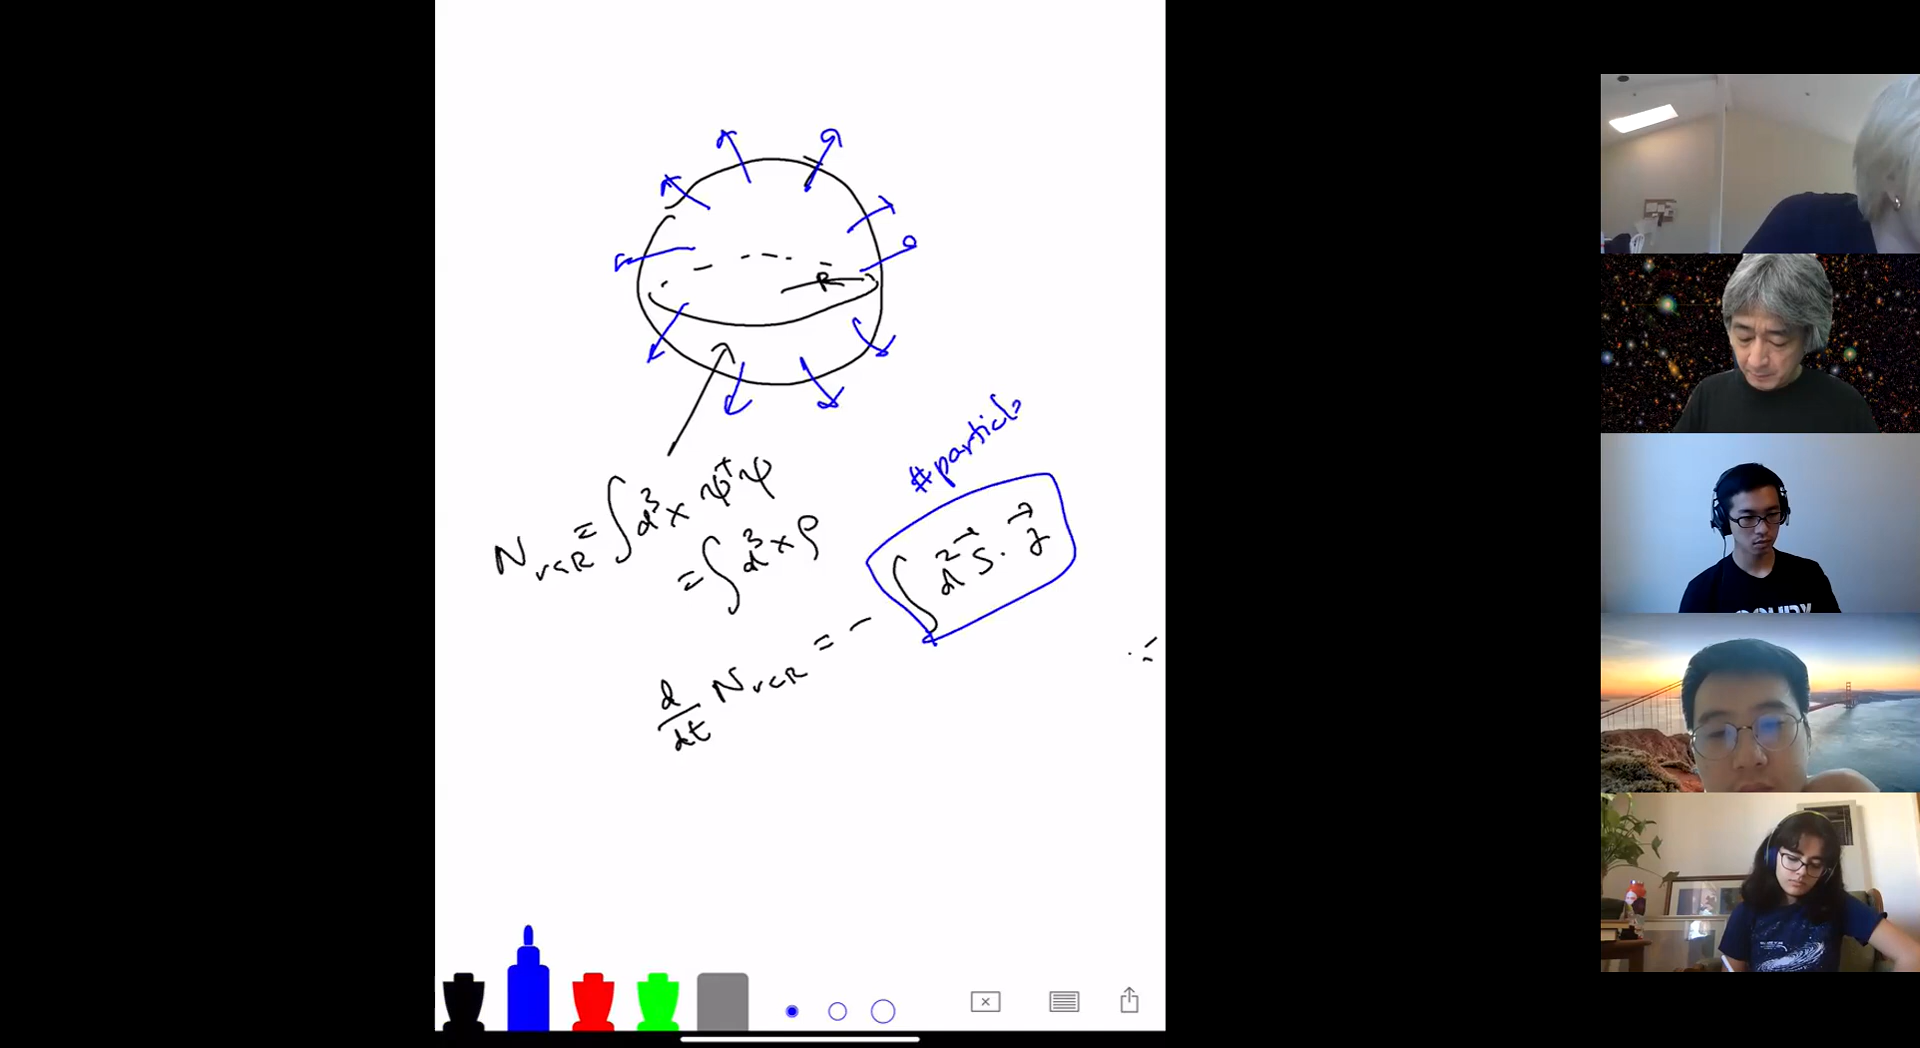 R
# particles
N_{r<R} = ∫ d³x ψ†ψ
= ∫ d³x ρ
d/dt N_{r<R} = - ∫ d²S⃗ · j⃗